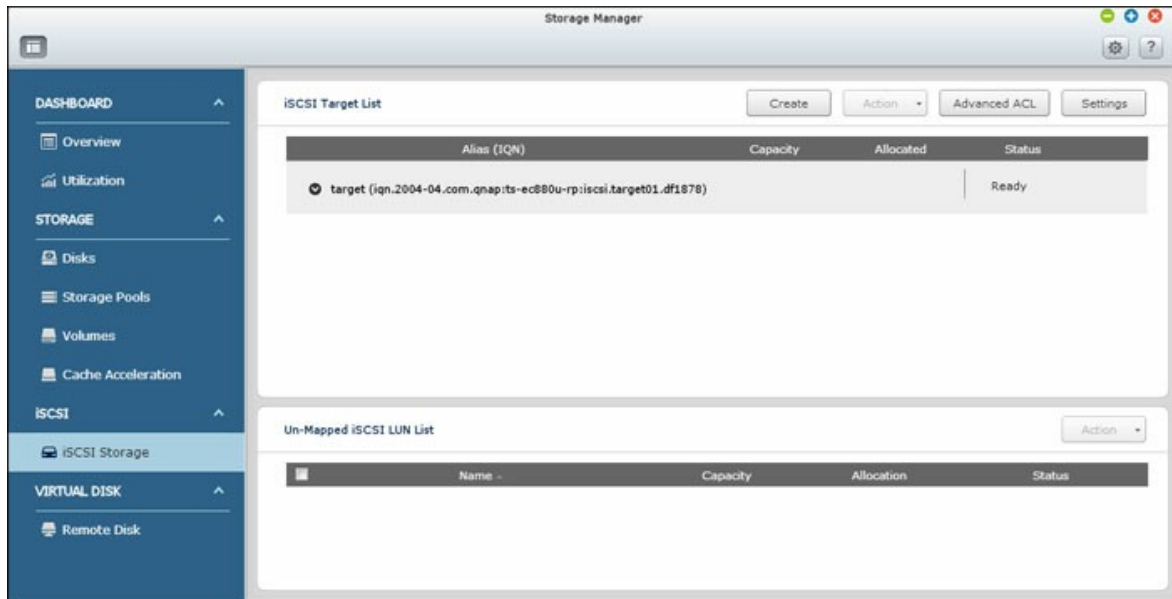 Storage Manager
?
DASHBOARD
Overview
Utilization
STORAGE
Disks
Storage Pools
Volumes
Cache Acceleration
iSCSI
iSCSI Storage
VIRTUAL DISK
Remote Disk
iSCSI Target List
Create
Action
Advanced ACL
Settings
Alias (IQN) Capacity Allocated Status
target (iqn.2004-04.com.qnap:ts-ec880u-rp:iscsi.target01.df1878) Ready
Un-Mapped iSCSI LUN List
Action
Name Capacity Allocation Status